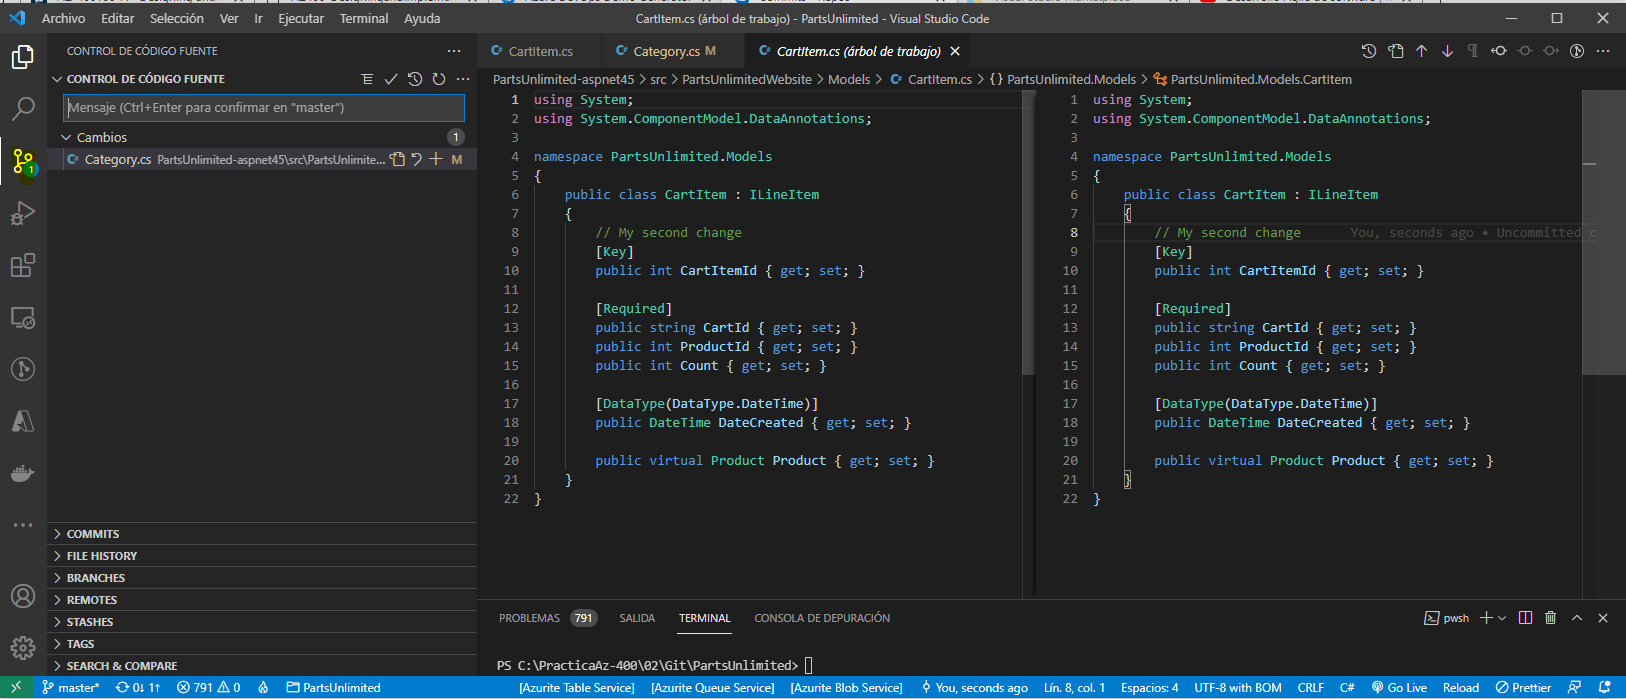 Archivo Editar Selección Ver Ir Ejecutar Terminal Ayuda
CartItem.cs (árbol de trabajo) - PartsUnlimited - Visual Studio Code
CONTROL DE CÓDIGO FUENTE
CONTROL DE CÓDIGO FUENTE
Mensaje (Ctrl+Enter para confirmar en "master")
Cambios 1
Category.cs PartsUnlimited-aspnet45\src\PartsUnlimite... M
1
COMMITS
FILE HISTORY
BRANCHES
REMOTES
STASHES
TAGS
SEARCH & COMPARE
CartItem.cs
Category.cs M
CartItem.cs (árbol de trabajo)
PartsUnlimited-aspnet45 > src > PartsUnlimitedWebsite > Models > CartItem.cs > {} PartsUnlimited.Models > PartsUnlimited.Models.CartItem
1 using System;
2 using System.ComponentModel.DataAnnotations;
3
4 namespace PartsUnlimited.Models
5 {
6 public class CartItem : ILineItem
7 {
8 // My second change
9 [Key]
10 public int CartItemId { get; set; }
11
12 [Required]
13 public string CartId { get; set; }
14 public int ProductId { get; set; }
15 public int Count { get; set; }
16
17 [DataType(DataType.DateTime)]
18 public DateTime DateCreated { get; set; }
19
20 public virtual Product Product { get; set; }
21 }
22 }
1 using System;
2 using System.ComponentModel.DataAnnotations;
3
4 namespace PartsUnlimited.Models
5 {
6 public class CartItem : ILineItem
7 {
8 // My second change You, seconds ago • Uncommitted c
9 [Key]
10 public int CartItemId { get; set; }
11
12 [Required]
13 public string CartId { get; set; }
14 public int ProductId { get; set; }
15 public int Count { get; set; }
16
17 [DataType(DataType.DateTime)]
18 public DateTime DateCreated { get; set; }
19
20 public virtual Product Product { get; set; }
21 }
22 }
PROBLEMAS 791 SALIDA TERMINAL CONSOLA DE DEPURACIÓN
pwsh
PS C:\PracticaAz-400\02\Git\PartsUnlimited>
master* 0↓ 1↑ 791 0 PartsUnlimited
[Azurite Table Service] [Azurite Queue Service] [Azurite Blob Service] You, seconds ago Lín. 8, col. 1 Espacios: 4 UTF-8 with BOM CRLF C# Go Live Reload Prettier